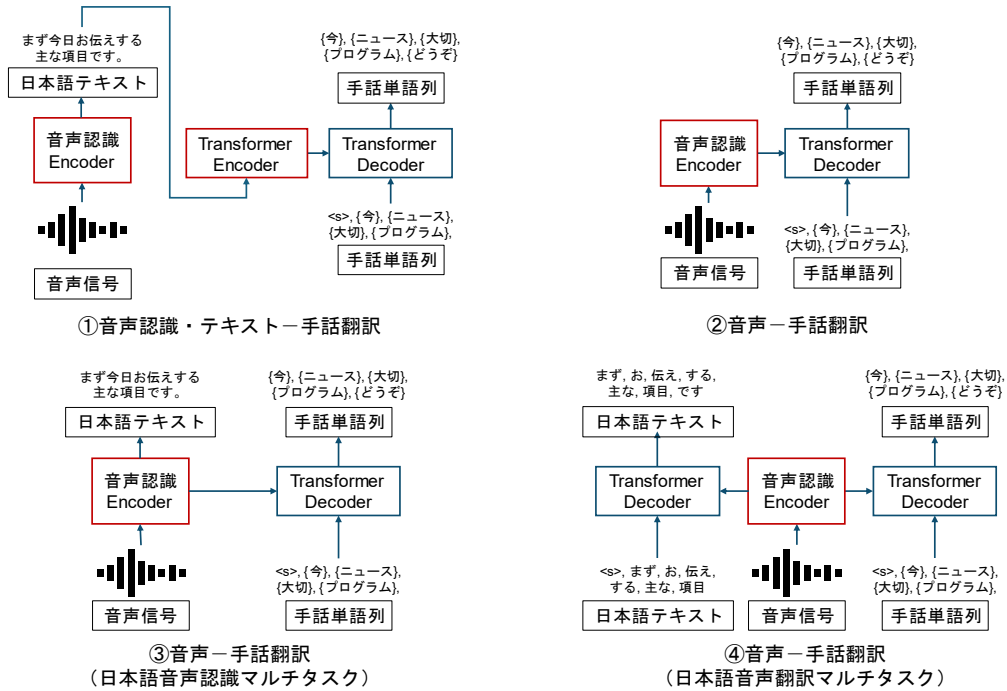 まず今日お伝えする
主な項目です。
日本語テキスト
音声認識
Encoder
音声信号
Transformer
Encoder
{今}, {ニュース}, {大切},
{プログラム}, {どうぞ}
手話単語列
Transformer
Decoder
<s>, {今}, {ニュース},
{大切}, {プログラム},
手話単語列
①音声認識・テキスト－手話翻訳
{今}, {ニュース}, {大切},
{プログラム}, {どうぞ}
手話単語列
音声認識
Encoder
Transformer
Decoder
<s>, {今}, {ニュース},
{大切}, {プログラム},
音声信号
手話単語列
②音声－手話翻訳
まず今日お伝えする
主な項目です。
日本語テキスト
音声認識
Encoder
音声信号
{今}, {ニュース}, {大切},
{プログラム}, {どうぞ}
手話単語列
Transformer
Decoder
<s>, {今}, {ニュース},
{大切}, {プログラム},
手話単語列
③音声－手話翻訳
（日本語音声認識マルチタスク）
まず, お, 伝え, する,
主な, 項目, です
日本語テキスト
Transformer
Decoder
<s>, まず, お, 伝え,
する, 主な, 項目
日本語テキスト
音声認識
Encoder
音声信号
{今}, {ニュース}, {大切},
{プログラム}, {どうぞ}
手話単語列
Transformer
Decoder
<s>, {今}, {ニュース},
{大切}, {プログラム},
手話単語列
④音声－手話翻訳
（日本語音声翻訳マルチタスク）